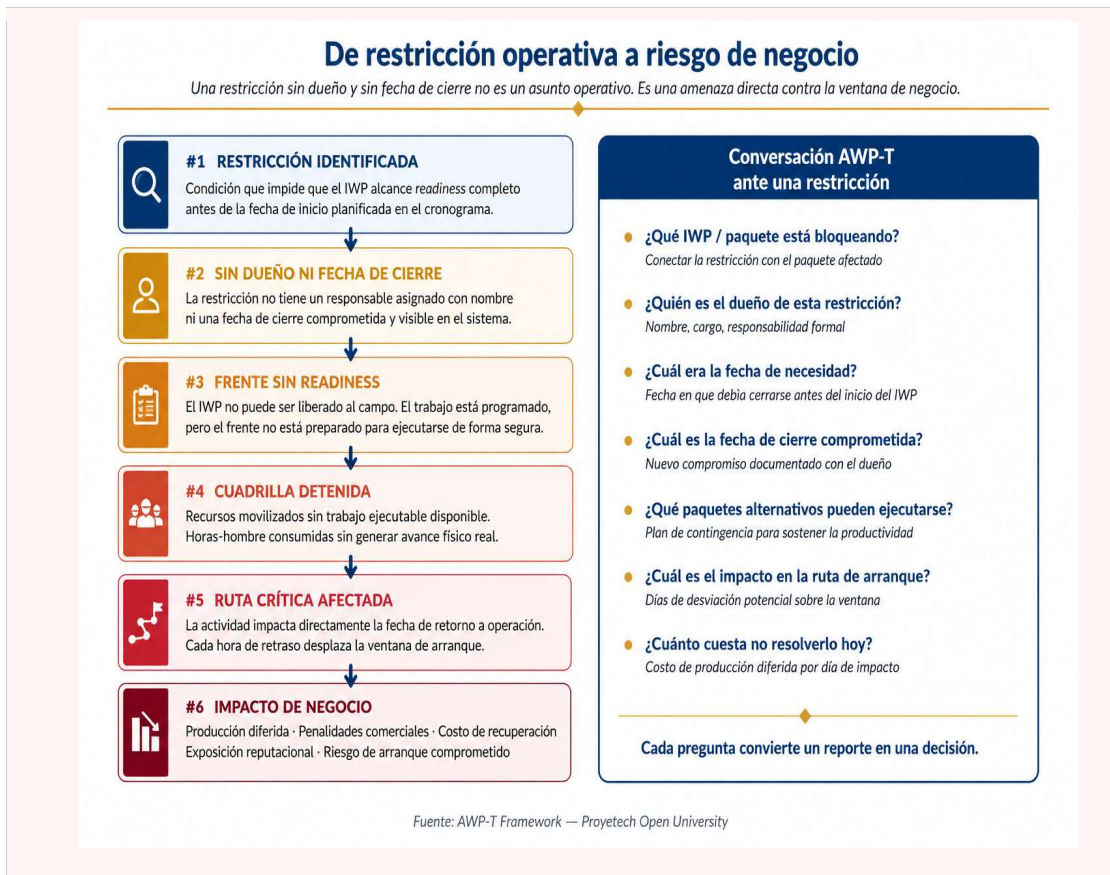 De restricción operativa a riesgo de negocio
Una restricción sin dueño y sin fecha de cierre no es un asunto operativo. Es una amenaza directa contra la ventana de negocio.
#1 RESTRICCIÓN IDENTIFICADA
Condición que impide que el IWP alcance readiness completo
antes de la fecha de inicio planificada en el cronograma.
#2 SIN DUEÑO NI FECHA DE CIERRE
La restricción no tiene un responsable asignado con nombre
ni una fecha de cierre comprometida y visible en el sistema.
#3 FRENTE SIN READINESS
El IWP no puede ser liberado al campo. El trabajo está programado,
pero el frente no está preparado para ejecutarse de forma segura.
#4 CUADRILLA DETENIDA
Recursos movilizados sin trabajo ejecutable disponible.
Horas-hombre consumidas sin generar avance físico real.
#5 RUTA CRÍTICA AFECTADA
La actividad impacta directamente la fecha de retorno a operación.
Cada hora de retraso desplaza la ventana de arranque.
#6 IMPACTO DE NEGOCIO
Producción diferida · Penalidades comerciales · Costo de recuperación
Exposición reputacional · Riesgo de arranque comprometido
Conversación AWP-T
ante una restricción
¿Qué IWP / paquete está bloqueando?
Conectar la restricción con el paquete afectado
¿Quién es el dueño de esta restricción?
Nombre, cargo, responsabilidad formal
¿Cuál era la fecha de necesidad?
Fecha en que debìa cerrarse antes del inicio del IWP
¿Cuál es la fecha de cierre comprometida?
Nuevo compromiso documentado con el dueño
¿Qué paquetes alternativos pueden ejecutarse?
Plan de contingencia para sostener la productividad
¿Cuál es el impacto en la ruta de arranque?
Días de desviación potencial sobre la ventana
¿Cuánto cuesta no resolverlo hoy?
Costo de producción diferida por día de impacto
Cada pregunta convierte un reporte en una decisión.
Fuente: AWP-T Framework — Proyetech Open University